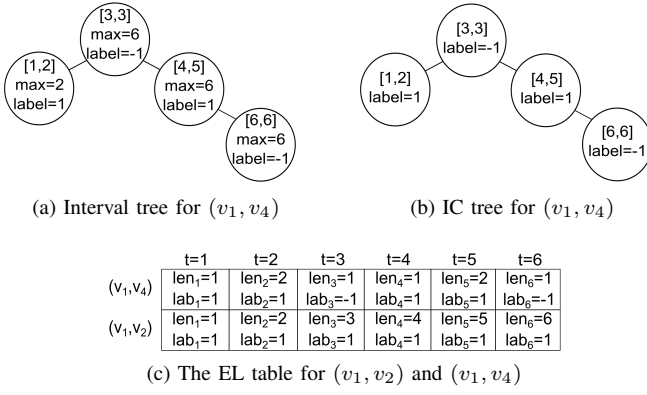 [3,3]
max=6
label=-1
[1,2]
max=2
label=1
[4,5]
max=6
label=1
[6,6]
max=6
label=-1
(a) Interval tree for (v₁, v₄)
[3,3]
label=-1
[1,2]
label=1
[4,5]
label=1
[6,6]
label=-1
(b) IC tree for (v₁, v₄)
t=1 t=2 t=3 t=4 t=5 t=6
(v₁,v₄)
len₁=1 len₂=2 len₃=1 len₄=1 len₅=2 len₆=1
lab₁=1 lab₂=1 lab₃=-1 lab₄=1 lab₅=1 lab₆=-1
(v₁,v₂)
len₁=1 len₂=2 len₃=3 len₄=4 len₅=5 len₆=6
lab₁=1 lab₂=1 lab₃=1 lab₄=1 lab₅=1 lab₆=1
(c) The EL table for (v₁, v₂) and (v₁, v₄)